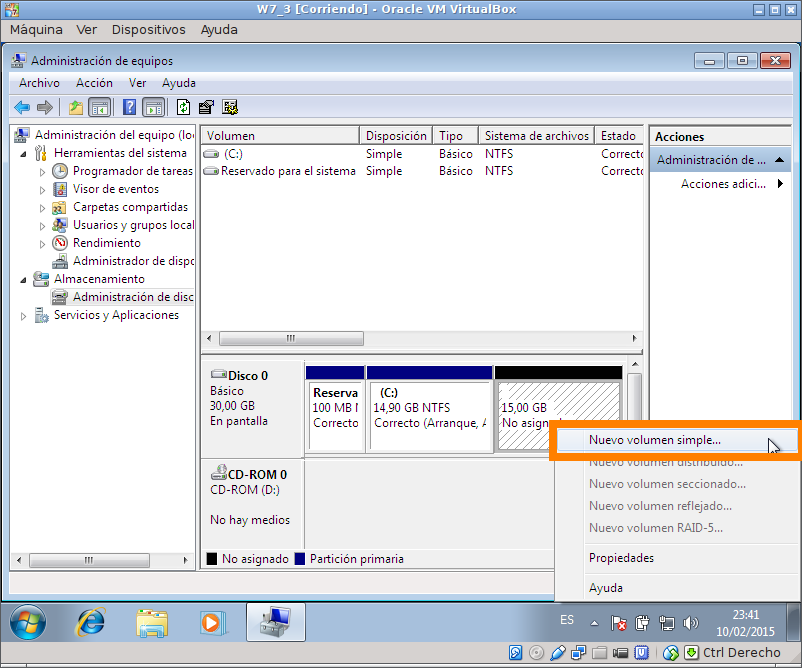 W7_3 [Corriendo] - Oracle VM VirtualBox
Máquina Ver Dispositivos Ayuda
Administración de equipos
Archivo Acción Ver Ayuda
Administración del equipo (lo
Herramientas del sistema
Programador de tareas
Visor de eventos
Carpetas compartidas
Usuarios y grupos local
Rendimiento
Administrador de dispo
Almacenamiento
Administración de disc
Servicios y Aplicaciones
Volumen Disposición Tipo Sistema de archivos Estado
(C:) Simple Básico NTFS Correcto
Reservado para el sistema Simple Básico NTFS Correcto
Acciones
Administración de ...
Acciones adici...
Disco 0
Básico
30,00 GB
En pantalla
Reserva
100 MB
Correcto
(C:)
14,90 GB NTFS
Correcto (Arranque, A
15,00 GB
No asign
CD-ROM 0
CD-ROM (D:)
No hay medios
No asignado Partición primaria
Nuevo volumen simple...
Nuevo volumen distribuido...
Nuevo volumen seccionado...
Nuevo volumen reflejado...
Nuevo volumen RAID-5...
Propiedades
Ayuda
ES
23:41
10/02/2015
Ctrl Derecho